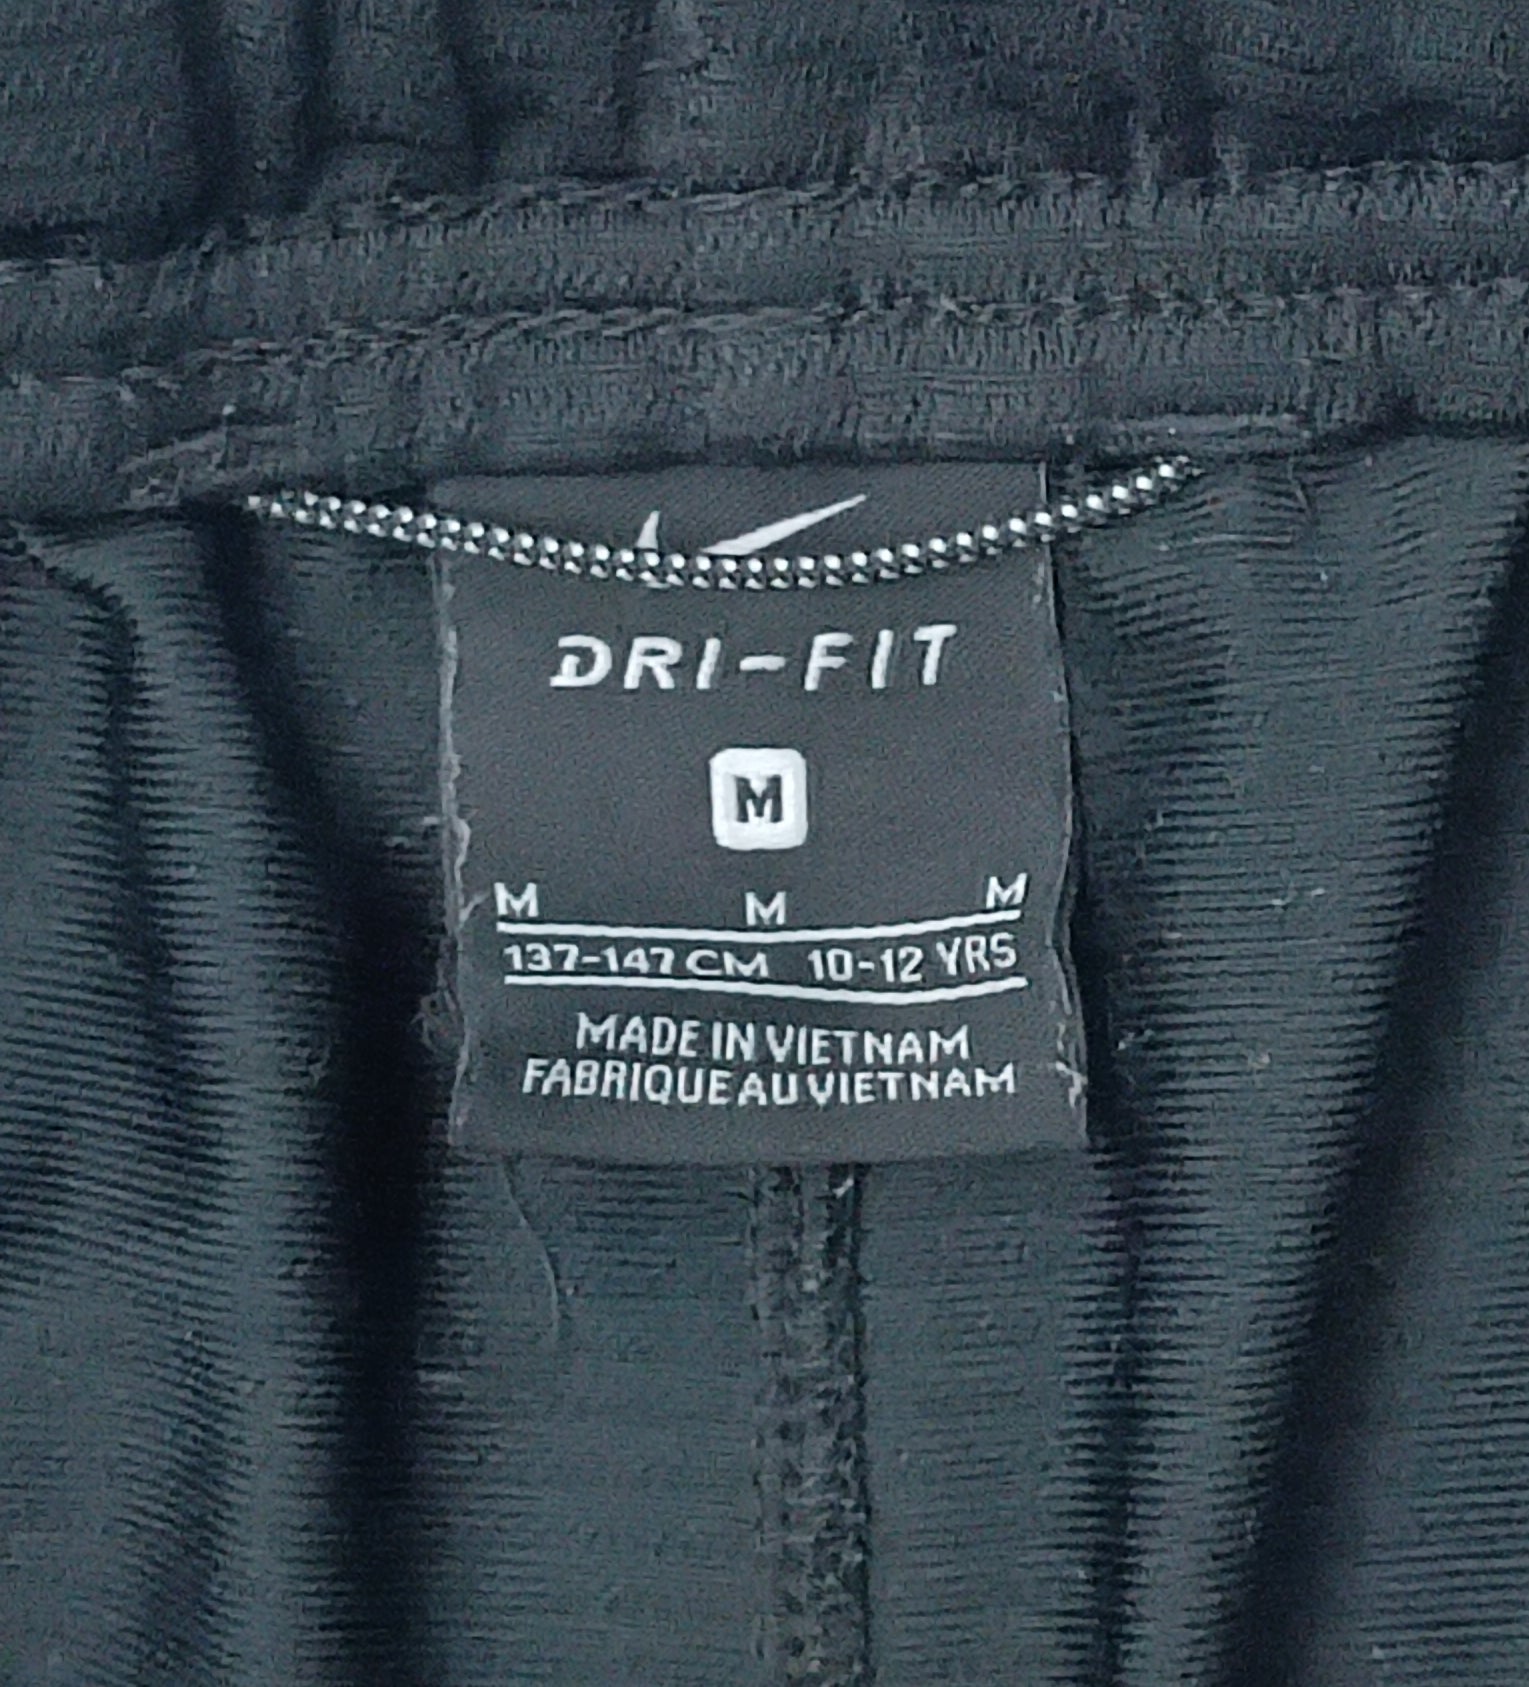 DRI-FIT
M
M M M
137-147 CM 10-12 YRS
MADE IN VIETNAM
FABRIQUE AU VIETNAM